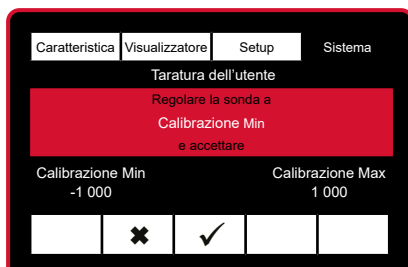 Caratteristica Visualizzatore Setup Sistema
Taratura dell'utente
Regolare la sonda a
Calibrazione Min
e accettare
Calibrazione Min Calibrazione Max
-1 000 1 000